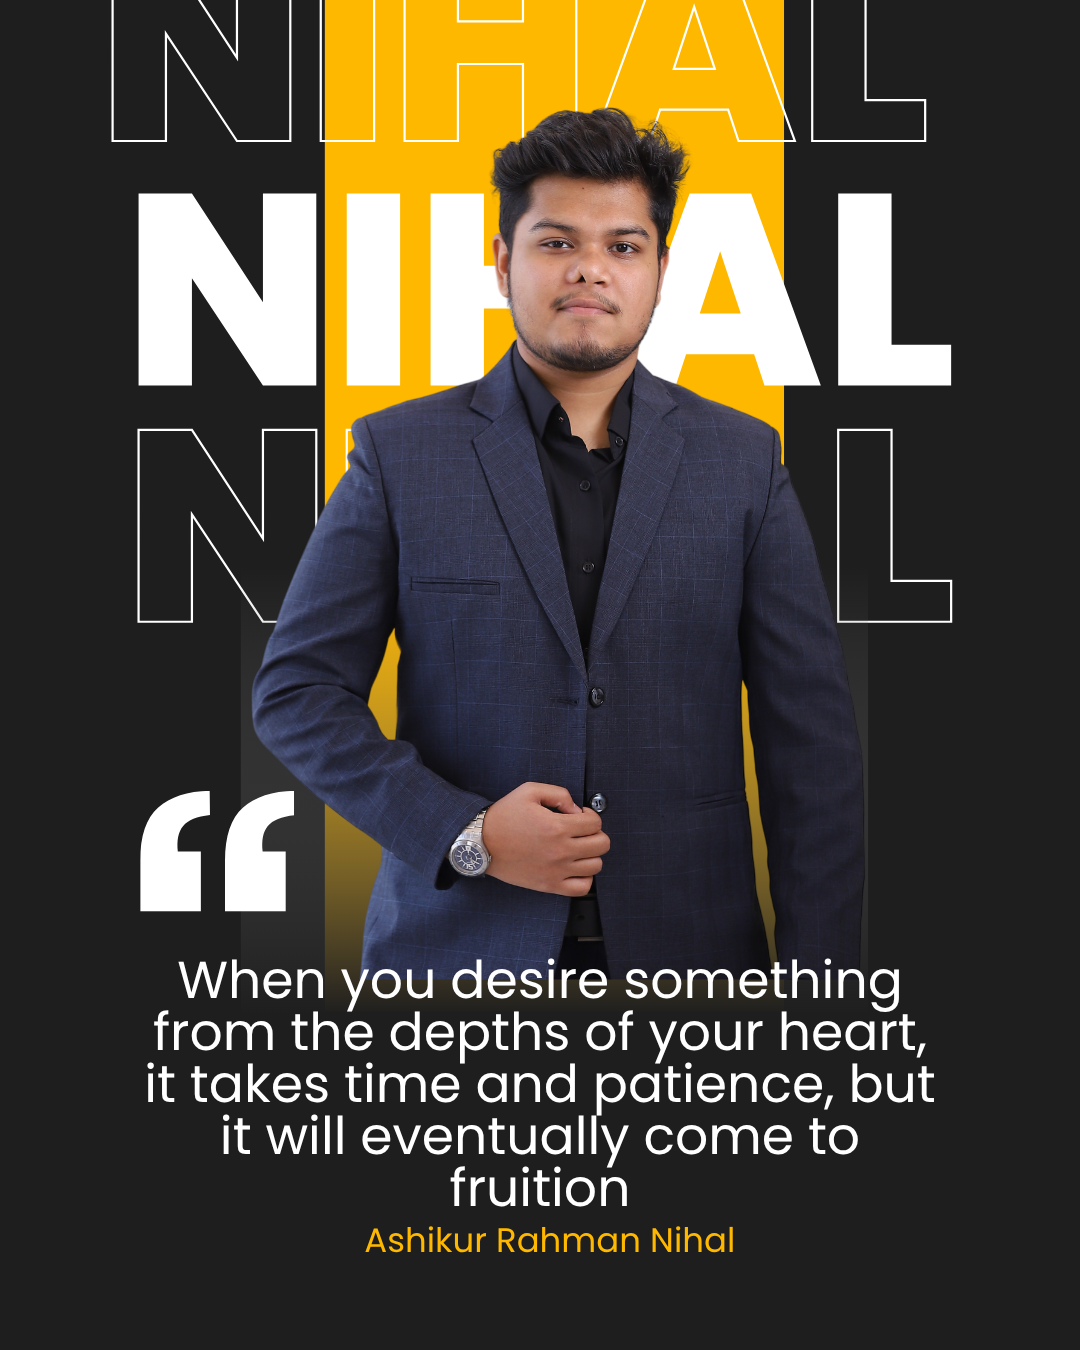 NIHAL
NIHAL
NIHAL
“
When you desire something
from the depths of your heart,
it takes time and patience, but
it will eventually come to
fruition
Ashikur Rahman Nihal